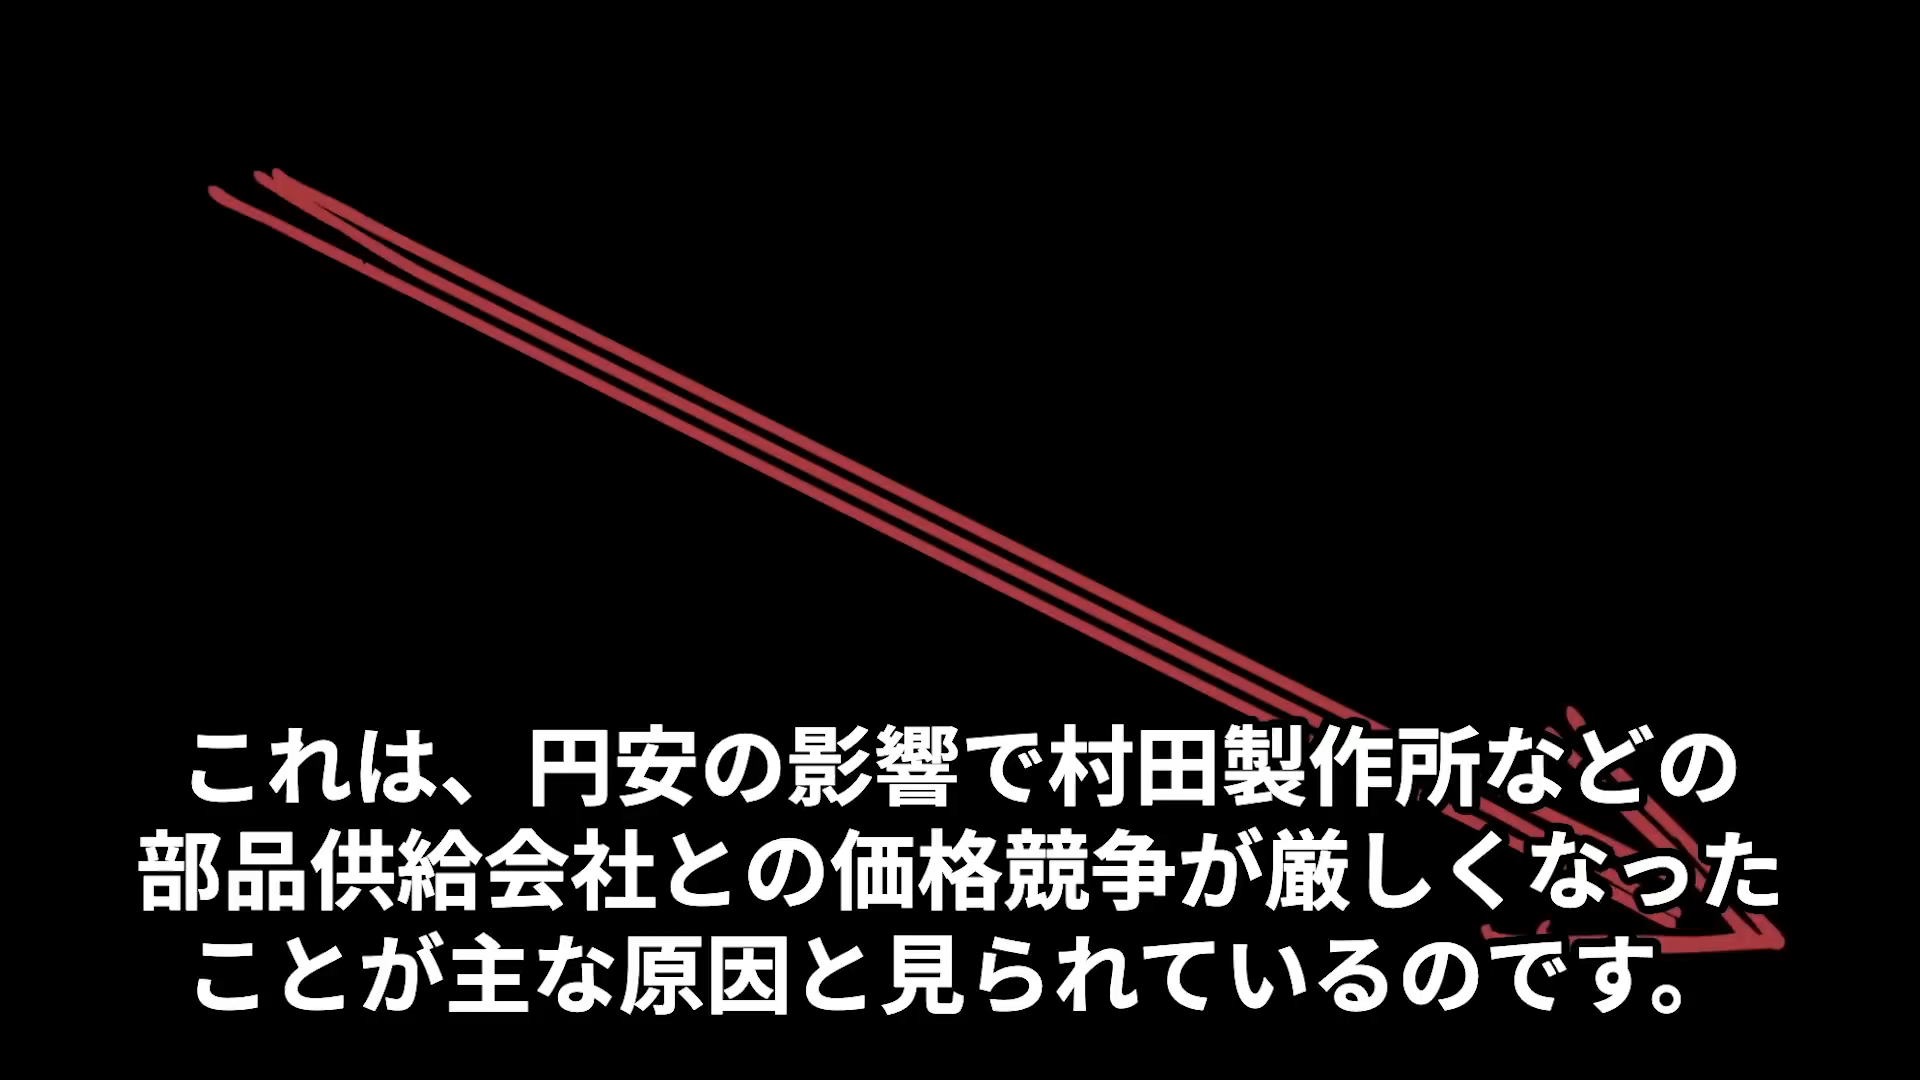 これは、円安の影響で村田製作所などの
部品供給会社との価格競争が厳しくなった
ことが主な原因と見られているのです。